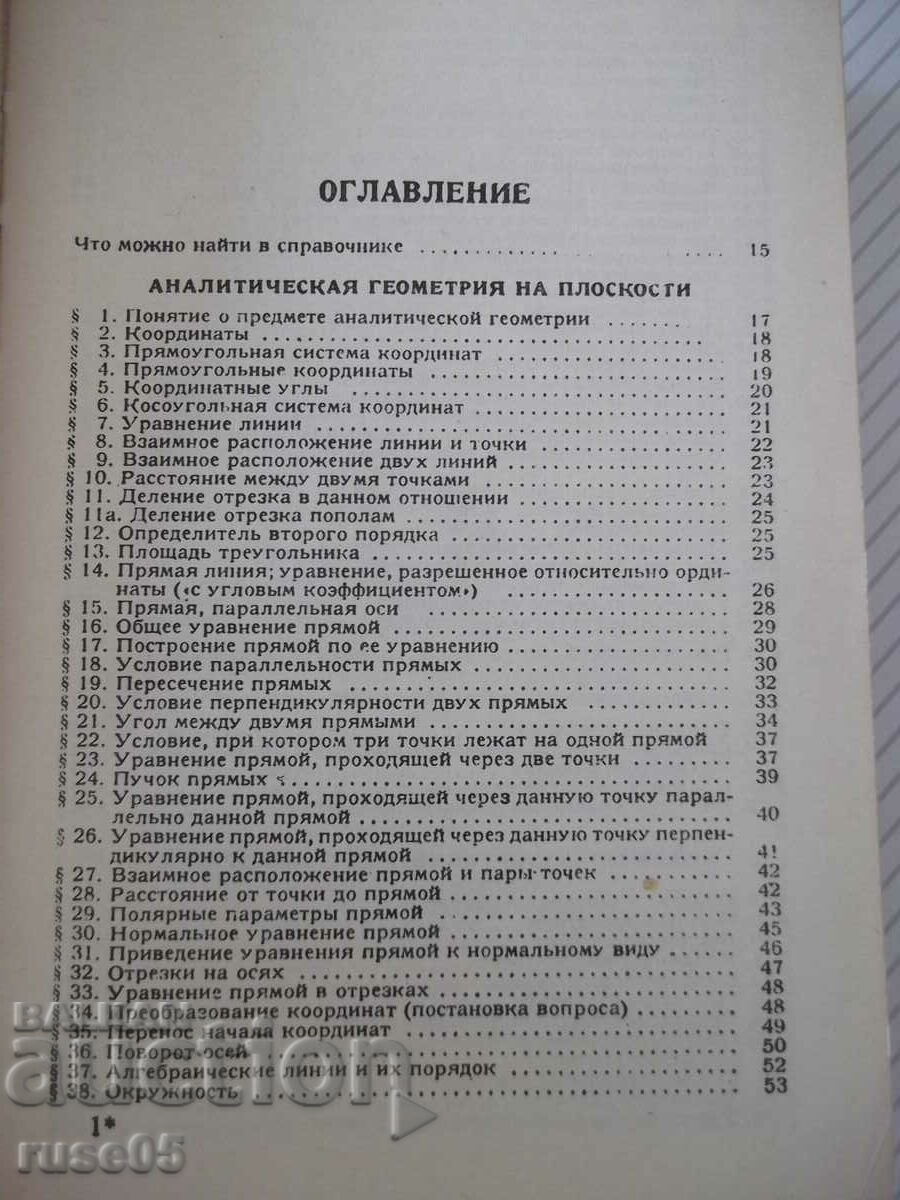 ОГЛАВЛЕНИЕ
Что можно найти в справочнике . . . . . . . . . . . . . . . . . 15
АНАЛИТИЧЕСКАЯ ГЕОМЕТРИЯ НА ПЛОСКОСТИ
§ 1. Понятие о предмете аналитической геометрии . . . . . . . 17
§ 2. Координаты . . . . . . . . . . . . . . . . 18
§ 3. Прямоугольная система координат . . . . . . . . . . . . 18
§ 4. Прямоугольные координаты . . . . . . . . . . . . 19
§ 5. Координатные углы . . . . . . . . . . . . 20
§ 6. Косоугольная система координат . . . . . . . . . . . . 21
§ 7. Уравнение линии . . . . . . . . . . . . 21
§ 8. Взаимное расположение линии и точки . . . . . . . . . . . . 22
§ 9. Взаимное расположение двух линий . . . . . . . . . . . . 23
§ 10. Расстояние между двумя точками . . . . . . . . . . . . 23
§ 11. Деление отрезка в данном отношении . . . . . . . . . . . . 24
§ 11а. Деление отрезка пополам . . . . . . . . . . . . 25
§ 12. Определитель второго порядка . . . . . . . . . . . . 25
§ 13. Площадь треугольника . . . . . . . . . . . . 25
§ 14. Прямая линия; уравнение, разрешенное относительно орди-
наты («с угловым коэффициентом») . . . . . . . . . . . . 26
§ 15. Прямая, параллельная оси . . . . . . . . . . . . 28
§ 16. Общее уравнение прямой . . . . . . . . . . . . 29
§ 17. Построение прямой по ее уравнению . . . . . . . . . . . . 30
§ 18. Условие параллельности прямых . . . . . . . . . . . . 30
§ 19. Пересечение прямых . . . . . . . . . . . . 32
§ 20. Условие перпендикулярности двух прямых . . . . . . . . . 33
§ 21. Угол между двумя прямыми . . . . . . . . . . . . 34
§ 22. Условие, при котором три точки лежат на одной прямой 37
§ 23. Уравнение прямой, проходящей через две точки . . . . . . . . 37
§ 24. Пучок прямых . . . . . . . . . . . . 39
§ 25. Уравнение прямой, проходящей через данную точку парал-
лельно данной прямой . . . . . . . . . . . . 40
§ 26. Уравнение прямой, проходящей через данную точку перпен-
дикулярно к данной прямой . . . . . . . . . . . . 41
§ 27. Взаимное расположение прямой и пары точек . . . . . . . . 42
§ 28. Расстояние от точки до прямой . . . . . . . . . . . . 42
§ 29. Полярные параметры прямой . . . . . . . . . . . . 43
§ 30. Нормальное уравнение прямой . . . . . . . . . . . . 45
§ 31. Приведение уравнения прямой к нормальному виду . . . . . . 46
§ 32. Отрезки на осях . . . . . . . . . . . . 47
§ 33. Уравнение прямой в отрезках . . . . . . . . . . . . 48
§ 34. Преобразование координат (постановка вопроса) . . . . . . . . 48
§ 35. Перенос начала координат . . . . . . . . . . . . 49
§ 36. Поворот осей . . . . . . . . . . . . 50
§ 37. Алгебраические линии и их порядок . . . . . . . . . . . . 52
§ 38. Окружность . . . . . . . . . . . . 53
1*
auction
ruse05